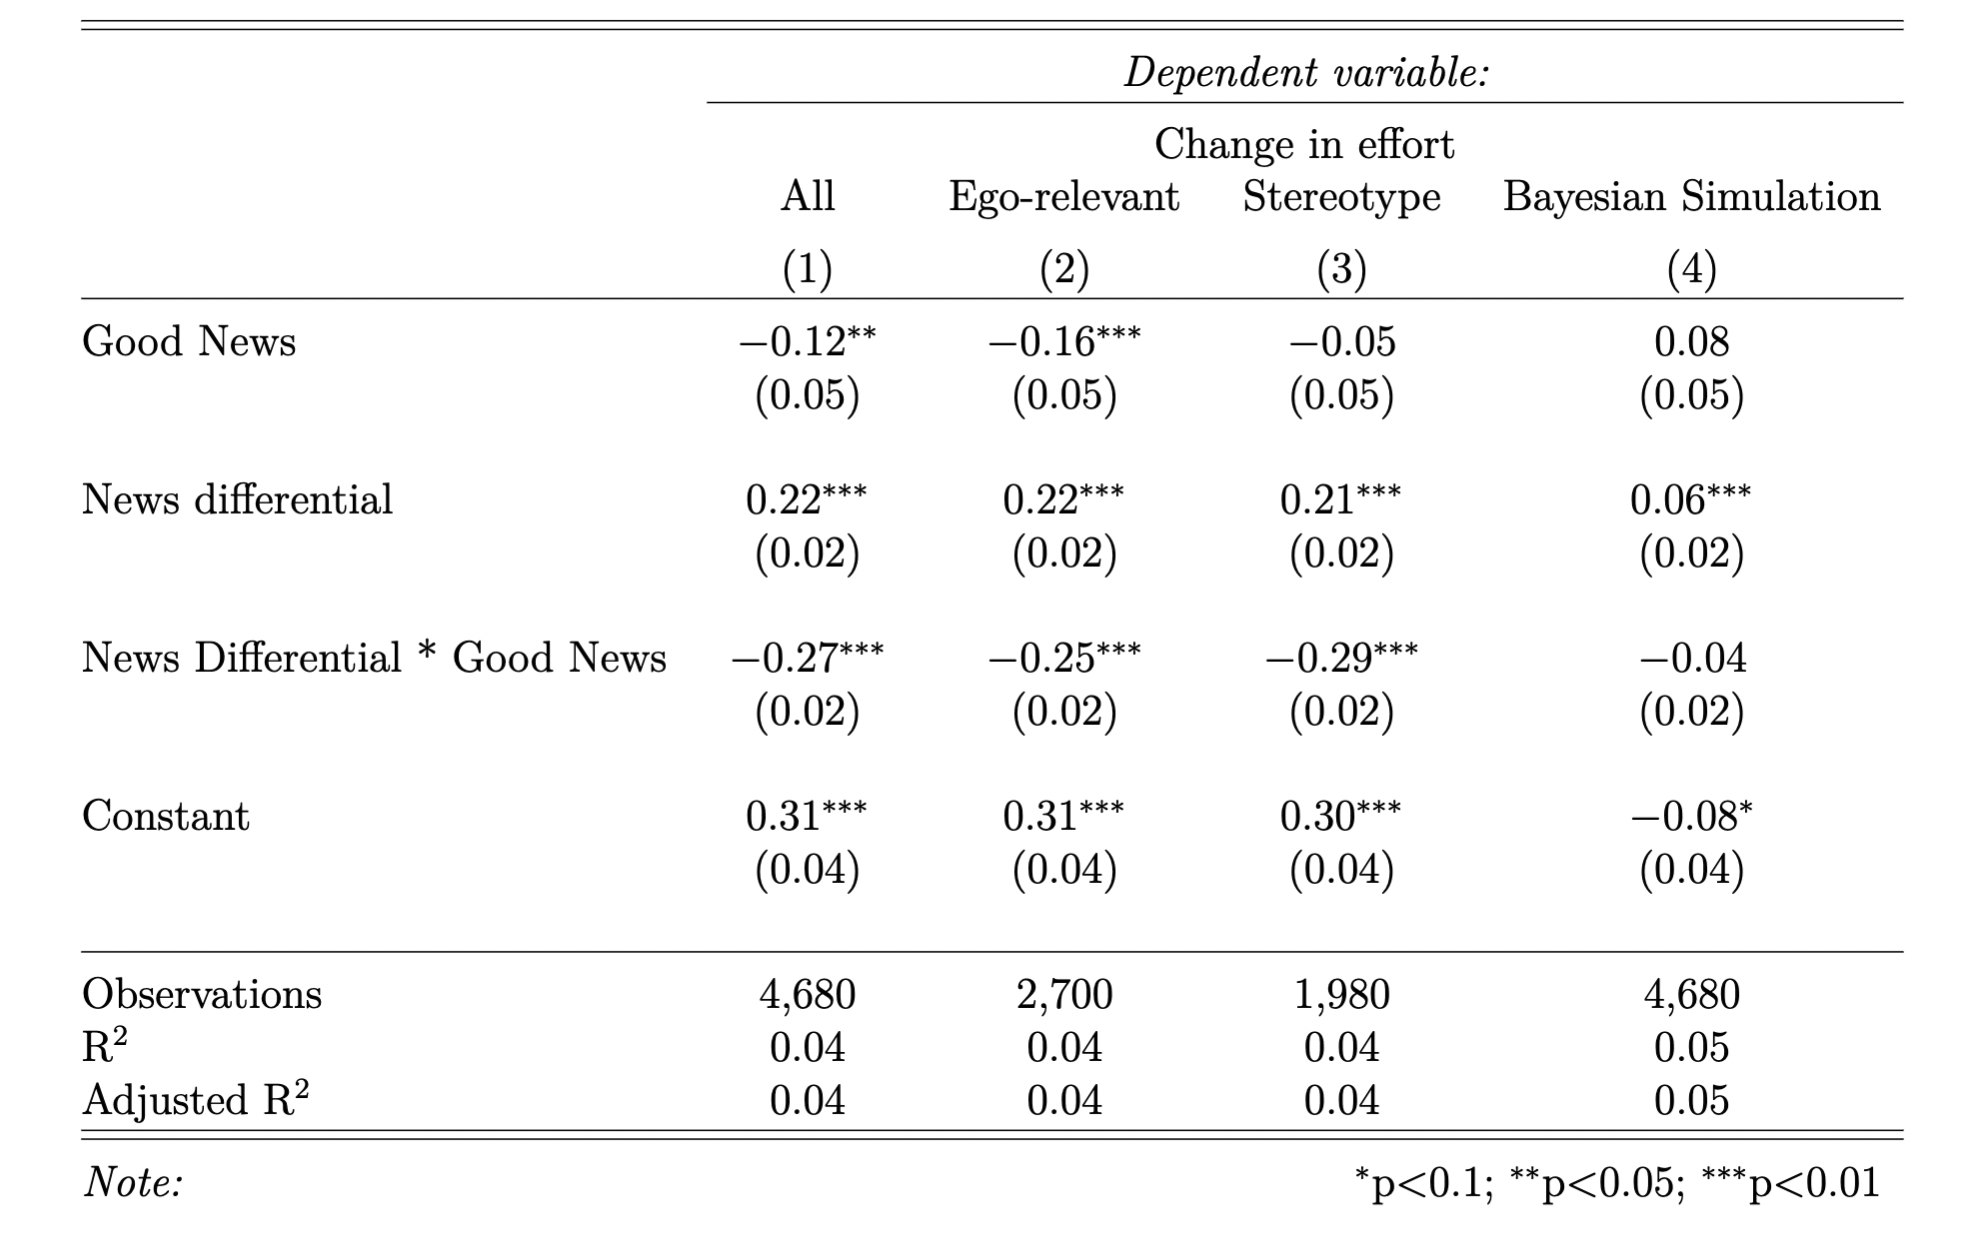 Dependent variable:
Change in effort
All Ego-relevant Stereotype Bayesian Simulation
(1) (2) (3) (4)
Good News −0.12** −0.16*** −0.05 0.08
(0.05) (0.05) (0.05) (0.05)
News differential 0.22*** 0.22*** 0.21*** 0.06***
(0.02) (0.02) (0.02) (0.02)
News Differential * Good News −0.27*** −0.25*** −0.29*** −0.04
(0.02) (0.02) (0.02) (0.02)
Constant 0.31*** 0.31*** 0.30*** −0.08*
(0.04) (0.04) (0.04) (0.04)
Observations 4,680 2,700 1,980 4,680
R² 0.04 0.04 0.04 0.05
Adjusted R² 0.04 0.04 0.04 0.05
Note: *p<0.1; **p<0.05; ***p<0.01